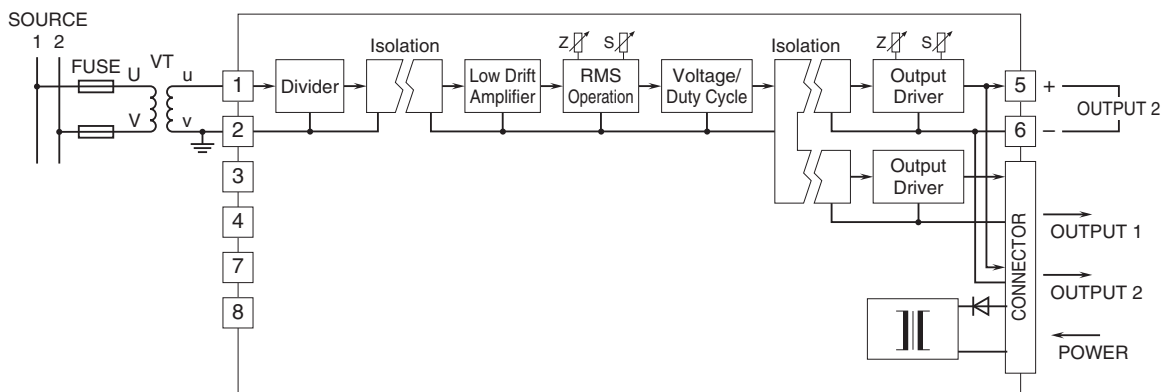 SOURCE
1 2
FUSE
U
VT
u
V
v
1
2
3
4
7
8
Divider
Isolation
Low Drift
Amplifier
Z
S
RMS
Operation
Voltage/
Duty Cycle
Isolation
Z
S
Output
Driver
Output
Driver
5
+
6
–
OUTPUT 2
CONNECTOR
OUTPUT 1
OUTPUT 2
POWER